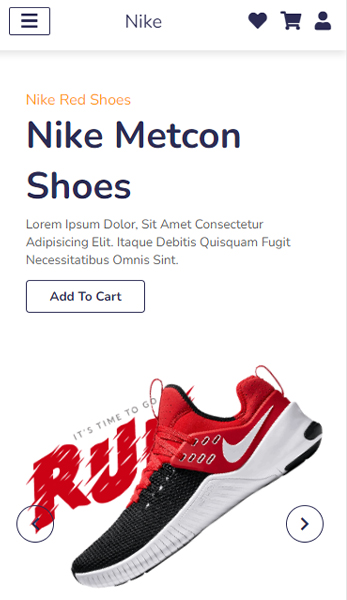 Nike
Nike Red Shoes
Nike Metcon
Shoes
Lorem Ipsum Dolor, Sit Amet Consectetur
Adipisicing Elit. Itaque Debitis Quisquam Fugit
Necessitatibus Omnis Sint.
Add To Cart
IT'S TIME TO GO
RUN